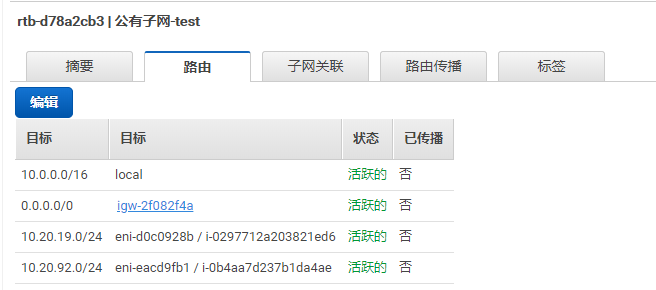 rtb-d78a2cb3 | 公有子网-test
摘要 路由 子网关联 路由传播 标签
编辑
目标 目标 状态 已传播
10.0.0.0/16 local 活跃的 否
0.0.0.0/0 igw-2f082f4a 活跃的 否
10.20.19.0/24 eni-d0c0928b / i-0297712a203821ed6 活跃的 否
10.20.92.0/24 eni-eacd9fb1 / i-0b4aa7d237b1da4ae 活跃的 否